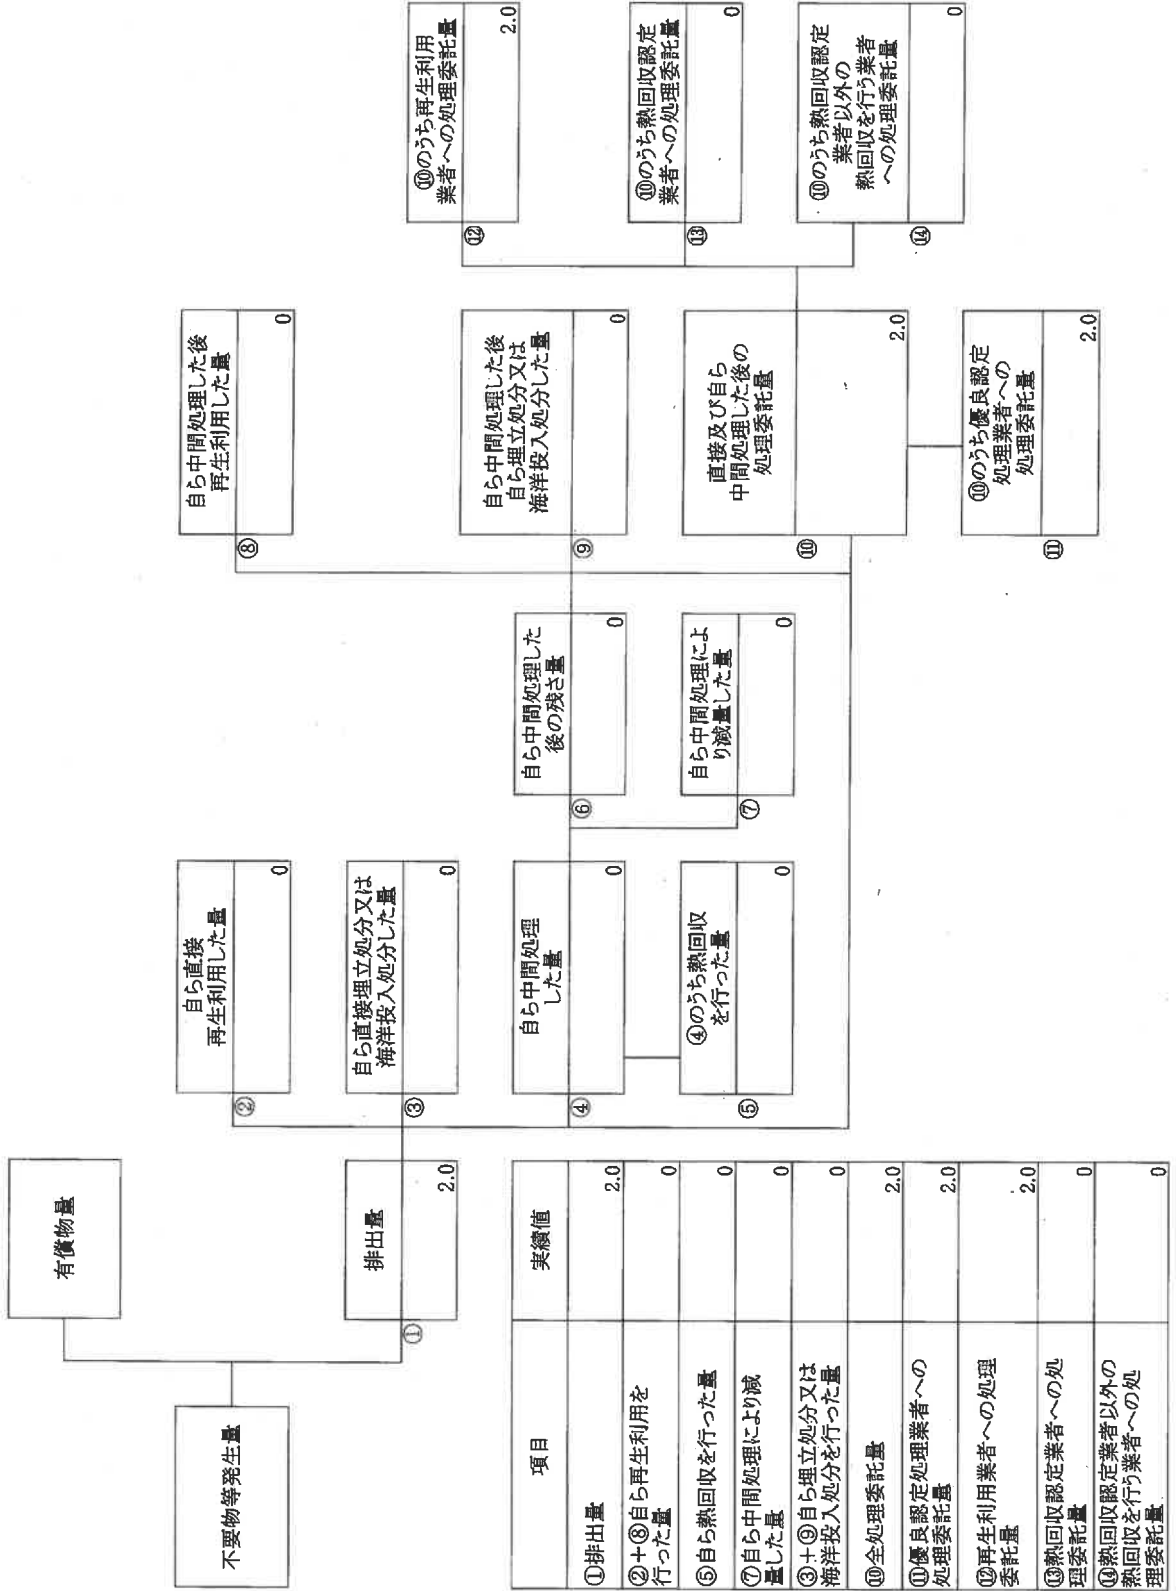 不要物等発生量
有償物量
①
排出量
2.0
②
自ら直接
再生利用した量
0
③
自ら直接埋立処分又は
海洋投入処分した量
0
④
自ら中間処理
した量
0
⑤
④のうち熱回収
を行った量
0
⑥
自ら中間処理した
後の残さ量
0
⑦
自ら中間処理によ
り減量した量
0
⑧
自ら中間処理した後
再生利用した量
0
⑨
自ら中間処理した後
自ら埋立処分又は
海洋投入処分した量
0
⑩
直接及び自ら
中間処理した後の
処理委託量
2.0
⑪
⑩のうち優良認定
処理業者への
処理委託量
2.0
⑫
⑩のうち再生利用
業者への処理委託量
2.0
⑬
⑩のうち熱回収認定
業者への処理委託量
0
⑭
⑩のうち熱回収認定
業者以外の
熱回収を行う業者
への処理委託量
0
項目 実績値
①排出量 2.0
②+⑧自ら再生利用を
行った量 0
⑤自ら熱回収を行った量 0
⑦自ら中間処理により減
量した量 0
③+⑨自ら埋立処分又は
海洋投入処分を行った量 0
⑩全処理委託量 2.0
⑪優良認定処理業者への
処理委託量 2.0
⑫再生利用業者への処理
委託量 2.0
⑬熱回収認定業者への処
理委託量 0
⑭熱回収認定業者以外の
熱回収を行う業者への処
理委託量 0